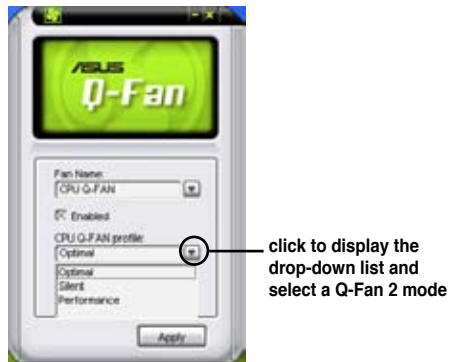 ASUS
Q-Fan
Fan Name:
CPU Q-FAN
Enabled
CPU Q-FAN profile:
Optimal
Optimal
Silent
Performance
Apply
click to display the
drop-down list and
select a Q-Fan 2 mode